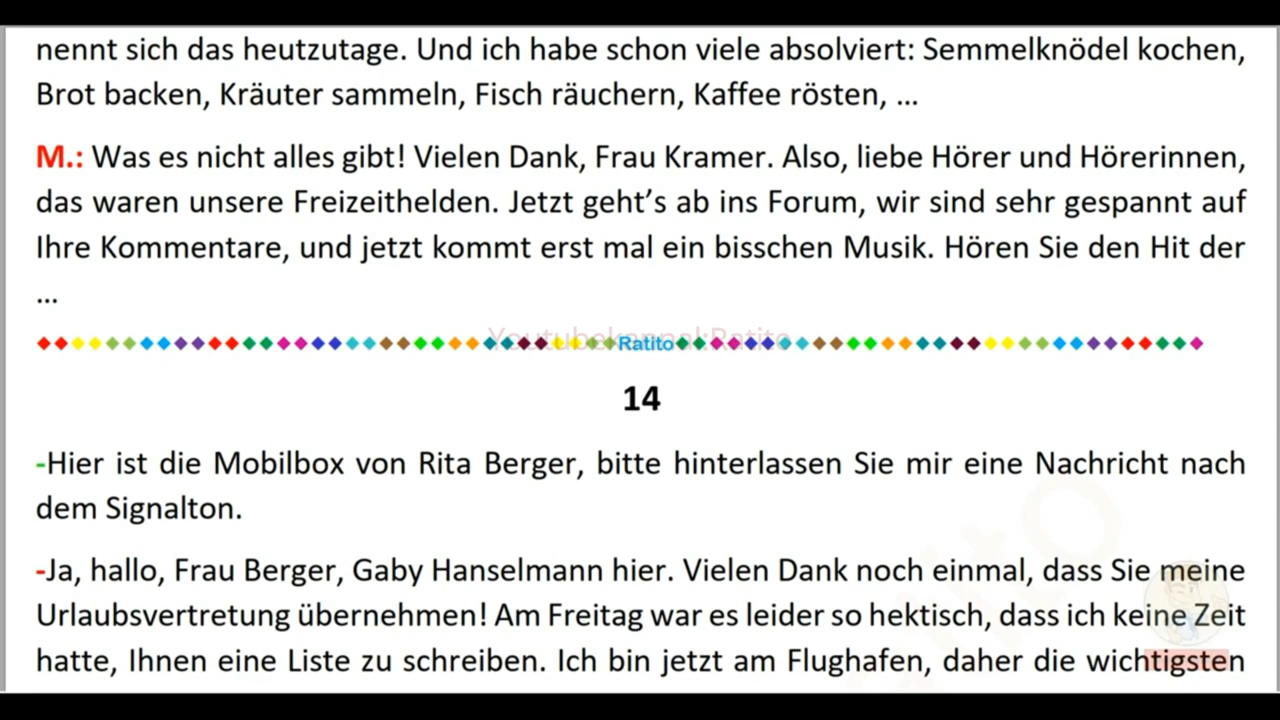 nennt sich das heutzutage. Und ich habe schon viele absolviert: Semmelknödel kochen,
Brot backen, Kräuter sammeln, Fisch räuchern, Kaffee rösten, ...
M.: Was es nicht alles gibt! Vielen Dank, Frau Kramer. Also, liebe Hörer und Hörerinnen,
das waren unsere Freizeithelden. Jetzt geht’s ab ins Forum, wir sind sehr gespannt auf
Ihre Kommentare, und jetzt kommt erst mal ein bisschen Musik. Hören Sie den Hit der
...
Youtubekannal:Ratito
Ratito
14
-Hier ist die Mobilbox von Rita Berger, bitte hinterlassen Sie mir eine Nachricht nach
dem Signalton.
-Ja, hallo, Frau Berger, Gaby Hanselmann hier. Vielen Dank noch einmal, dass Sie meine
Urlaubsvertretung übernehmen! Am Freitag war es leider so hektisch, dass ich keine Zeit
hatte, Ihnen eine Liste zu schreiben. Ich bin jetzt am Flughafen, daher die wichtigsten